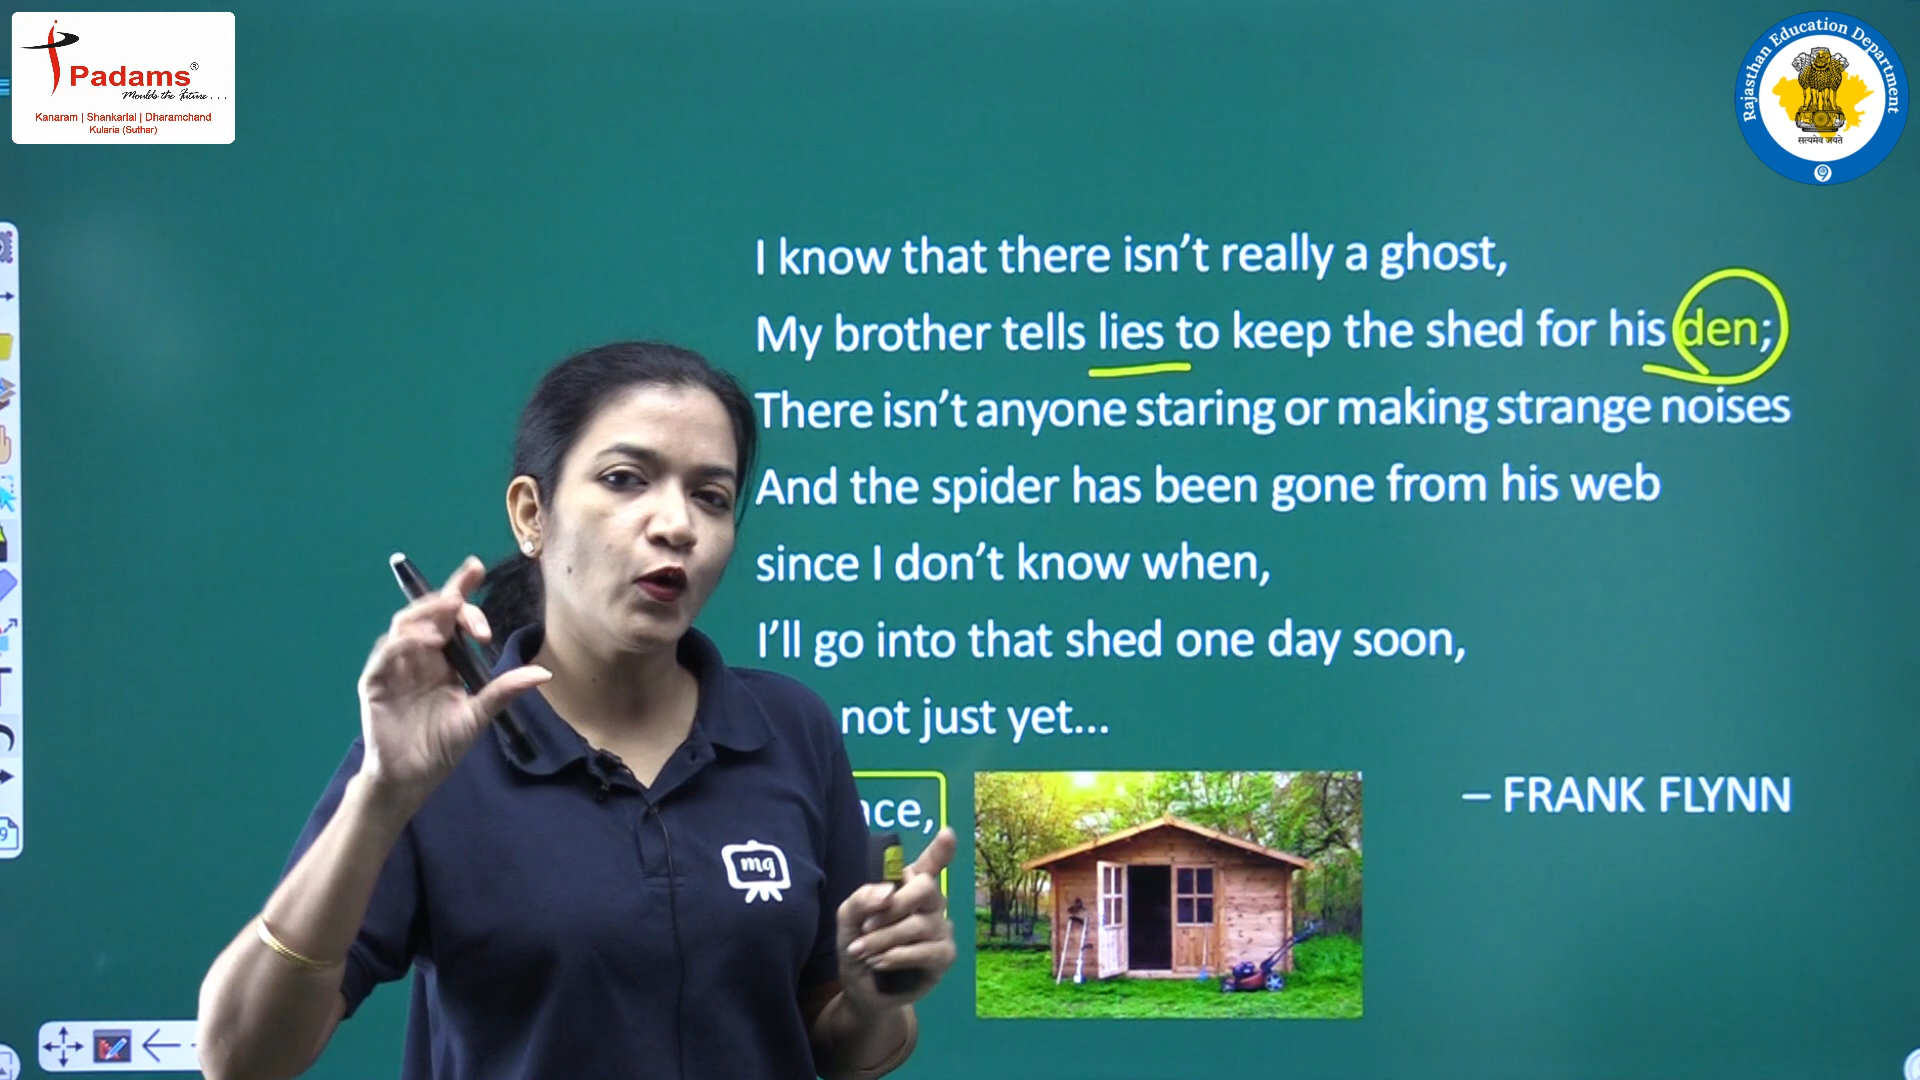 Padams®
Moulds the Future...
Kanaram | Shankarlal | Dharamchand
Kularia (Suthar)
Rajasthan Education Department
सत्यमेव जयते
I know that there isn't really a ghost,
My brother tells lies to keep the shed for his den;
There isn't anyone staring or making strange noises
And the spider has been gone from his web
since I don't know when,
I'll go into that shed one day soon,
not just yet...
– FRANK FLYNN
mg